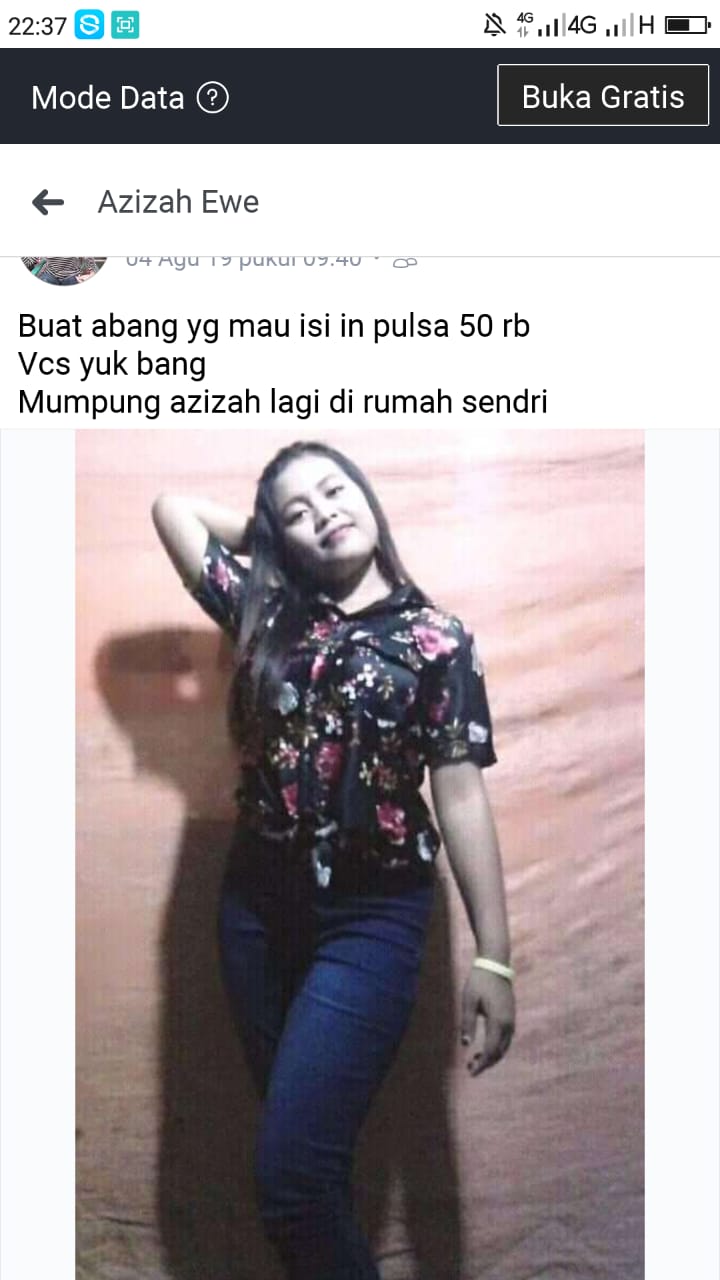 22:37
4G 4G H
Mode Data ?
Buka Gratis
Azizah Ewe
04 Agu 19 pukul 09.40 ·
Buat abang yg mau isi in pulsa 50 rb
Vcs yuk bang
Mumpung azizah lagi di rumah sendri